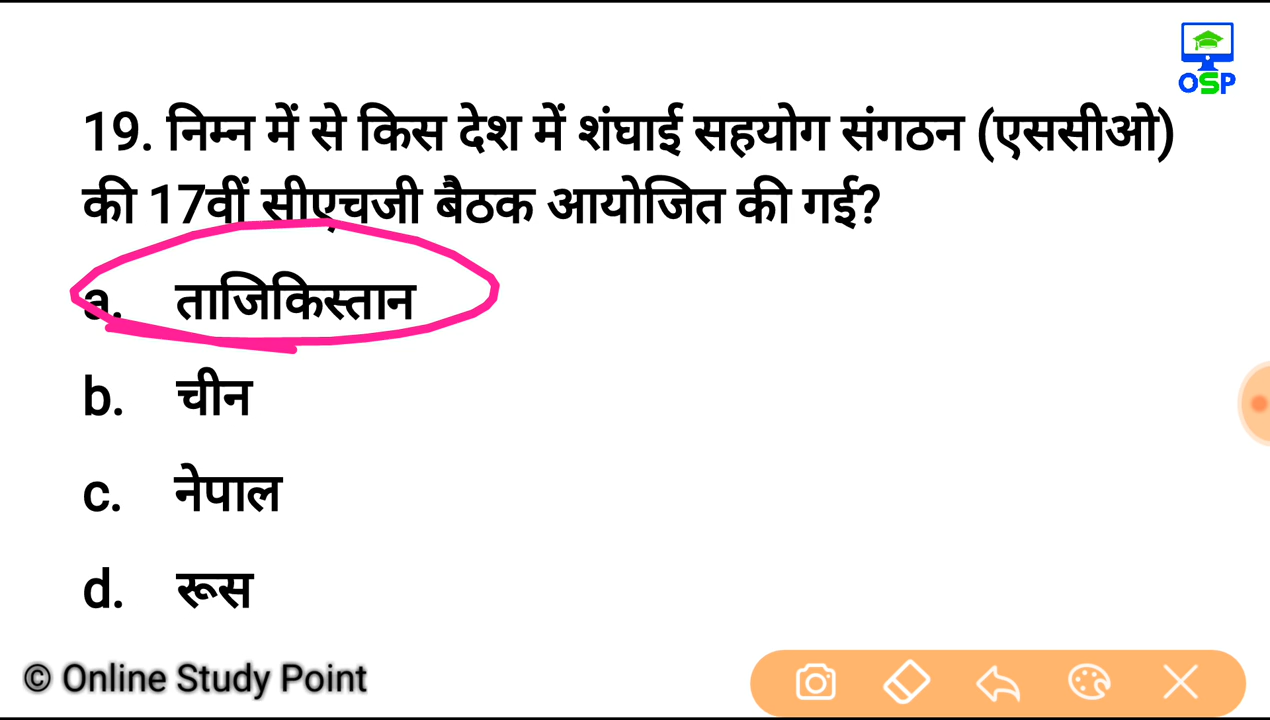 OSP
19. निम्न में से किस देश में शंघाई सहयोग संगठन (एससीओ)
की 17वीं सीएचजी बैठक आयोजित की गई?
a. ताजिकिस्तान
b. चीन
c. नेपाल
d. रूस
© Online Study Point